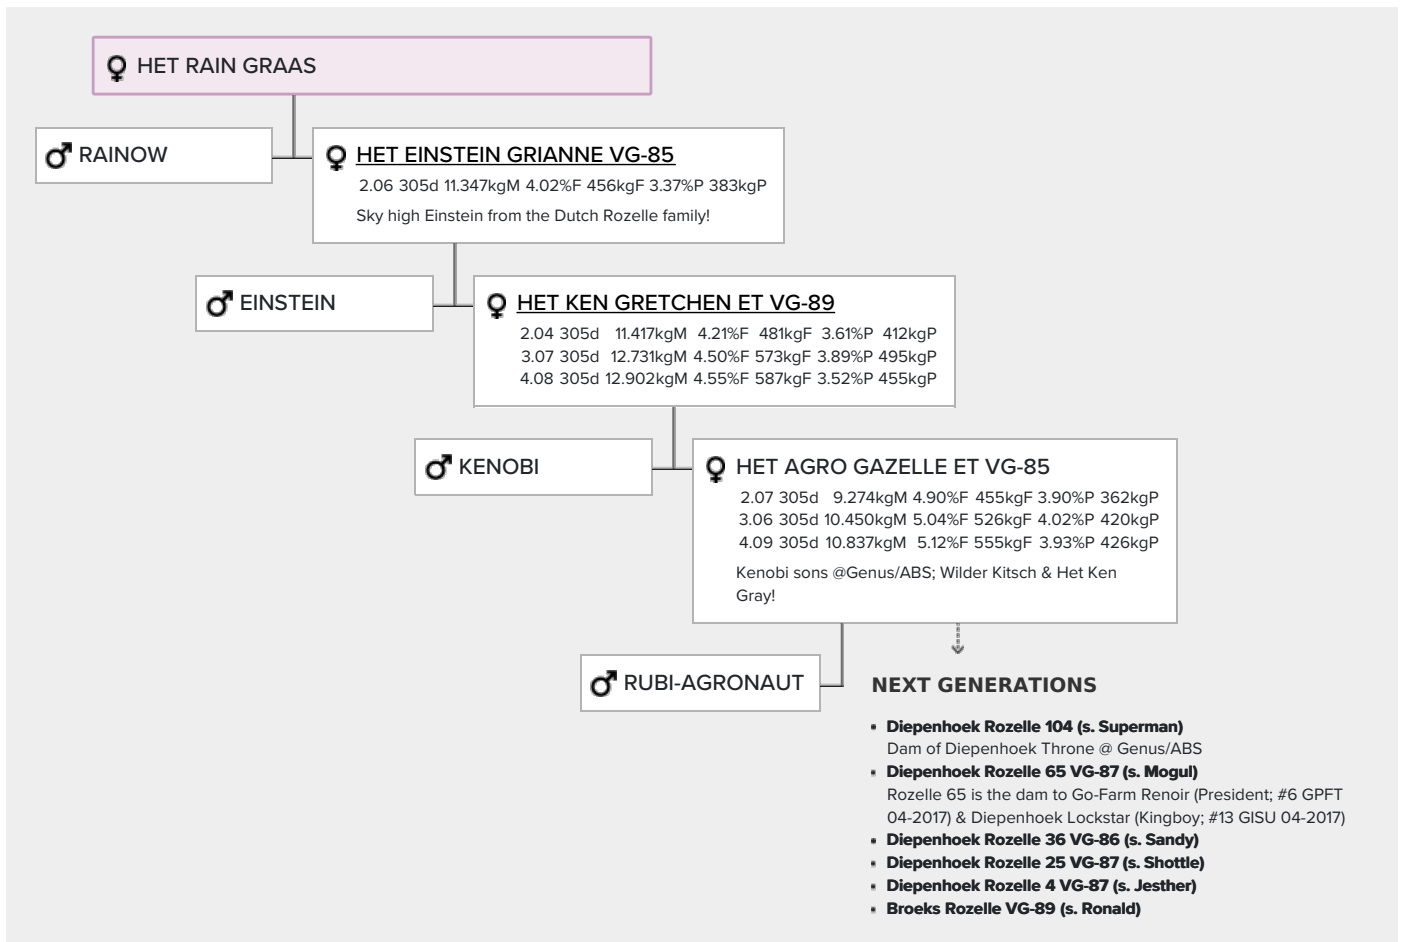 HET RAIN GRAAS
RAINOW
HET EINSTEIN GRIANNE VG-85
2.06 305d 11.347kgM 4.02%F 456kgF 3.37%P 383kgP
Sky high Einstein from the Dutch Rozelle family!
EINSTEIN
HET KEN GRETCHEN ET VG-89
2.04 305d 11.417kgM 4.21%F 481kgF 3.61%P 412kgP
3.07 305d 12.731kgM 4.50%F 573kgF 3.89%P 495kgP
4.08 305d 12.902kgM 4.55%F 587kgF 3.52%P 455kgP
KENOBI
HET AGRO GAZELLE ET VG-85
2.07 305d 9.274kgM 4.90%F 455kgF 3.90%P 362kgP
3.06 305d 10.450kgM 5.04%F 526kgF 4.02%P 420kgP
4.09 305d 10.837kgM 5.12%F 555kgF 3.93%P 426kgP
Kenobi sons @Genus/ABS; Wilder Kitsch & Het Ken
Gray!
RUBI-AGRONAUT
NEXT GENERATIONS
Diepenhoek Rozelle 104 (s. Superman)
Dam of Diepenhoek Throne @ Genus/ABS
Diepenhoek Rozelle 65 VG-87 (s. Mogul)
Rozelle 65 is the dam to Go-Farm Renoir (President; #6 GPFT
04-2017) & Diepenhoek Lockstar (Kingboy; #13 GISU 04-2017)
Diepenhoek Rozelle 36 VG-86 (s. Sandy)
Diepenhoek Rozelle 25 VG-87 (s. Shottle)
Diepenhoek Rozelle 4 VG-87 (s. Jesther)
Broeks Rozelle VG-89 (s. Ronald)